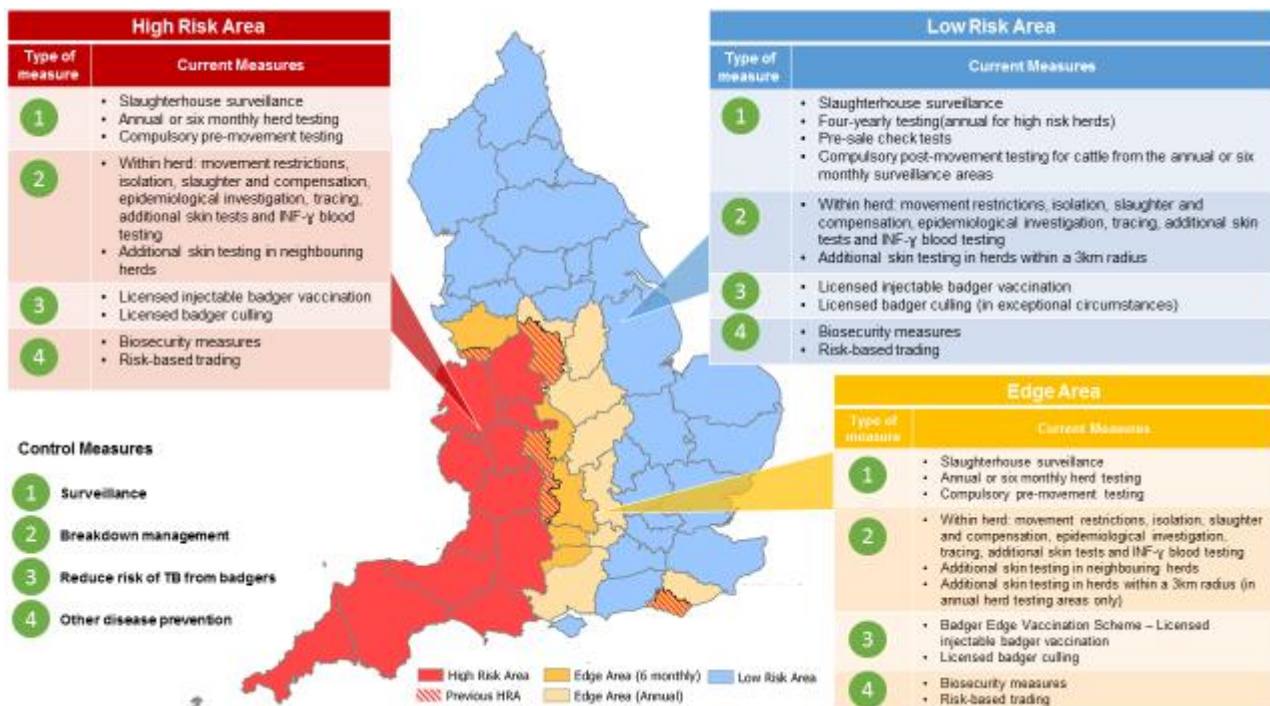 High Risk Area
Type of
measure
Current Measures
1
• Slaughterhouse surveillance
• Annual or six monthly herd testing
• Compulsory pre-movement testing
2
• Within herd: movement restrictions,
isolation, slaughter and compensation,
epidemiological investigation, tracing,
additional skin tests and INF-γ blood
testing
• Additional skin testing in neighbouring
herds
3
• Licensed injectable badger vaccination
• Licensed badger culling
4
• Biosecurity measures
• Risk-based trading
Low Risk Area
Type of
measure
Current Measures
1
• Slaughterhouse surveillance
• Four-yearly testing(annual for high risk herds)
• Pre-sale check tests
• Compulsory post-movement testing for cattle from the annual or six
monthly surveillance areas
2
• Within herd: movement restrictions, isolation, slaughter and
compensation, epidemiological investigation, tracing, additional skin
tests and INF-γ blood testing
• Additional skin testing in herds within a 3km radius
3
• Licensed injectable badger vaccination
• Licensed badger culling (in exceptional circumstances)
4
• Biosecurity measures
• Risk-based trading
Edge Area
Type of
measure
Current Measures
1
• Slaughterhouse surveillance
• Annual or six monthly herd testing
• Compulsory pre-movement testing
2
• Within herd: movement restrictions, isolation, slaughter
and compensation, epidemiological investigation,
tracing, additional skin tests and INF-γ blood testing
• Additional skin testing in neighbouring herds
• Additional skin testing in herds within a 3km radius (in
annual herd testing areas only)
3
• Badger Edge Vaccination Scheme – Licensed
injectable badger vaccination
• Licensed badger culling
4
• Biosecurity measures
• Risk-based trading
Control Measures
1 Surveillance
2 Breakdown management
3 Reduce risk of TB from badgers
4 Other disease prevention
High Risk Area
Edge Area (6 monthly)
Low Risk Area
Previous HRA
Edge Area (Annual)